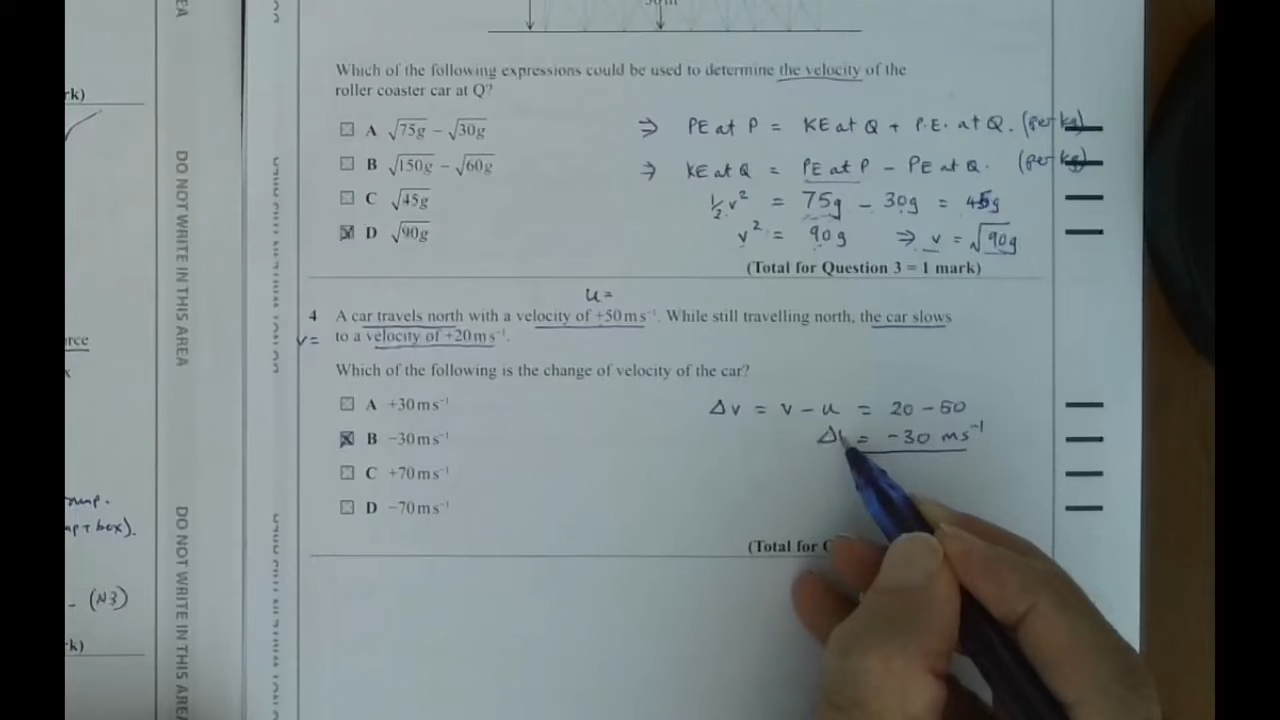 Which of the following expressions could be used to determine the velocity of the
roller coaster car at Q?
A √75g − √30g
B √150g − √60g
C √45g
D √90g
⇒ PE at P = KE at Q + P.E. at Q. (per kg)
⇒ KE at Q = PE at P − PE at Q. (per kg)
½v² = 75g − 30g = 45g
v² = 90g ⇒ v = √90g
(Total for Question 3 = 1 mark)
u=
4 A car travels north with a velocity of +50 m s⁻¹. While still travelling north, the car slows
v= to a velocity of +20 m s⁻¹.
Which of the following is the change of velocity of the car?
A +30 m s⁻¹
B −30 m s⁻¹
C +70 m s⁻¹
D −70 m s⁻¹
Δv = v − u = 20 − 50
= −30 ms⁻¹
(Total for
rk)
DO NOT WRITE IN THIS AREA
mp + box).
– (N3)
k)
DO NOT WRITE IN THIS AREA